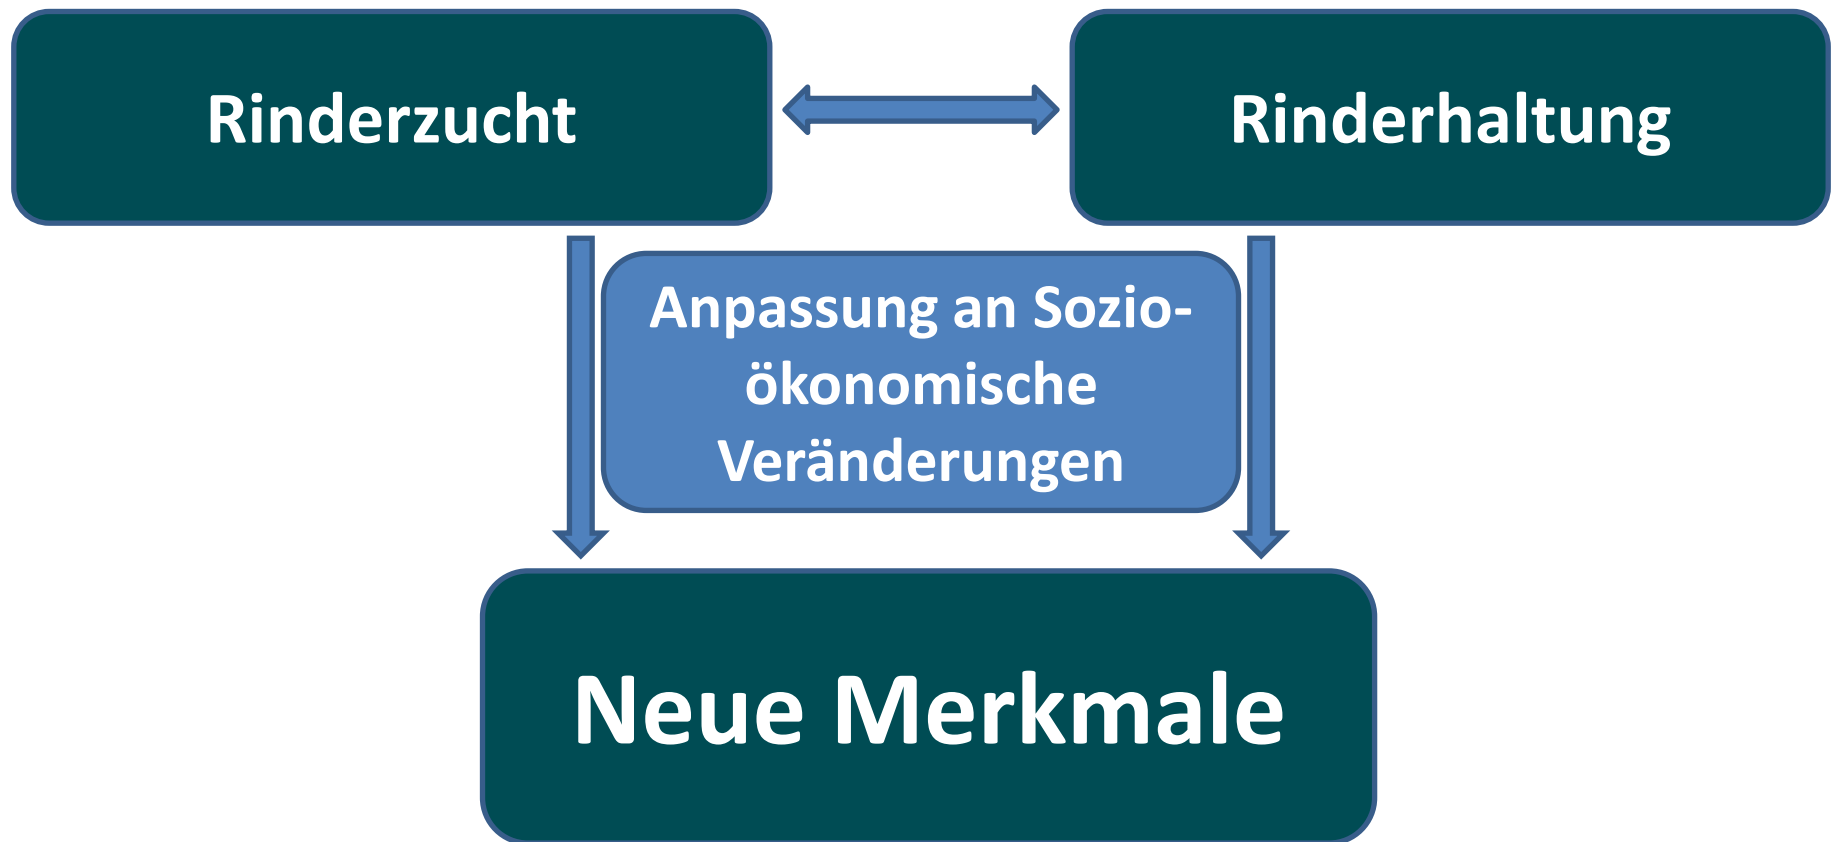 Rinderzucht
Rinderhaltung
Anpassung an Sozio-
ökonomische
Veränderungen
Neue Merkmale